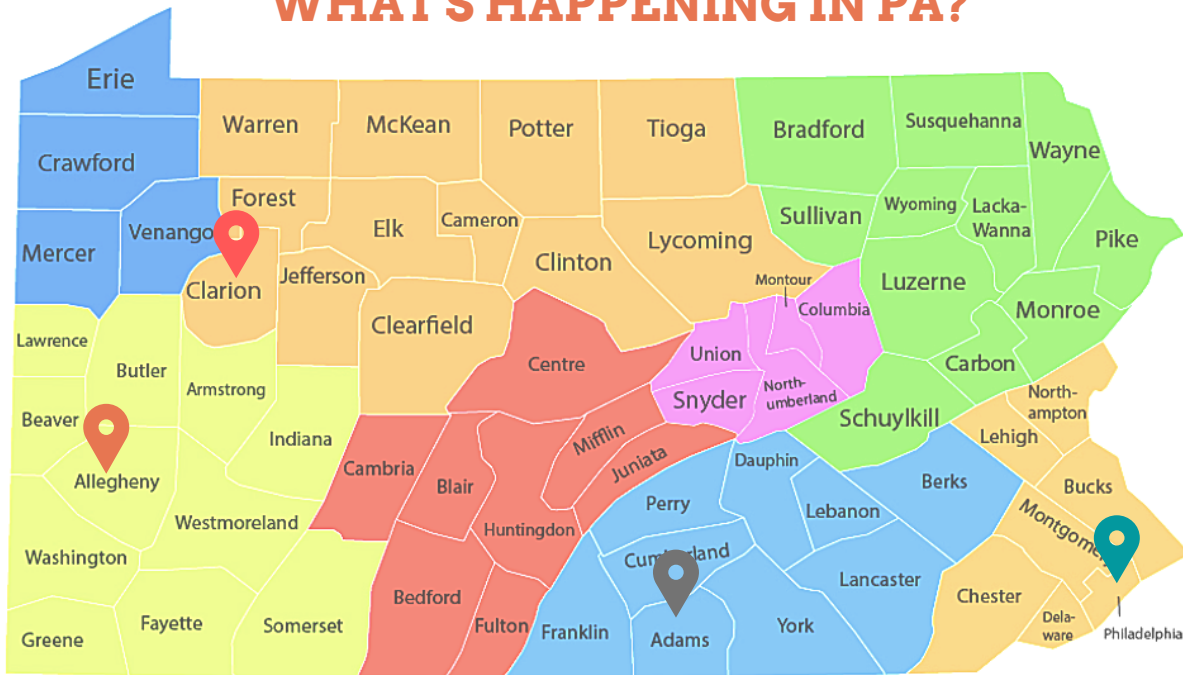 WHAT'S HAPPENING IN PA?
Erie
Warren
McKean
Potter
Tioga
Bradford
Susquehanna
Wayne
Crawford
Forest
Elk
Cameron
Sullivan
Wyoming
Lacka-
Wanna
Pike
Mercer
Venango
Clarion
Jefferson
Clinton
Lycoming
Montour
Columbia
Luzerne
Monroe
Lawrence
Butler
Armstrong
Clearfield
Centre
Union
Snyder
North-
umberland
Carbon
Schuylkill
North-
ampton
Lehigh
Beaver
Allegheny
Indiana
Cambria
Blair
Mifflin
Juniata
Huntingdon
Perry
Dauphin
Lebanon
Berks
Bucks
Montgomery
Washington
Westmoreland
Cumberland
Lancaster
Chester
Dela-
ware
Philadelphia
Greene
Fayette
Somerset
Bedford
Fulton
Franklin
Adams
York